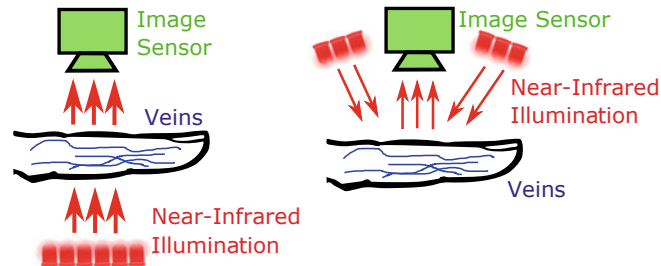 Image
Sensor
Veins
Near-Infrared
Illumination
Image Sensor
Near-Infrared
Illumination
Veins